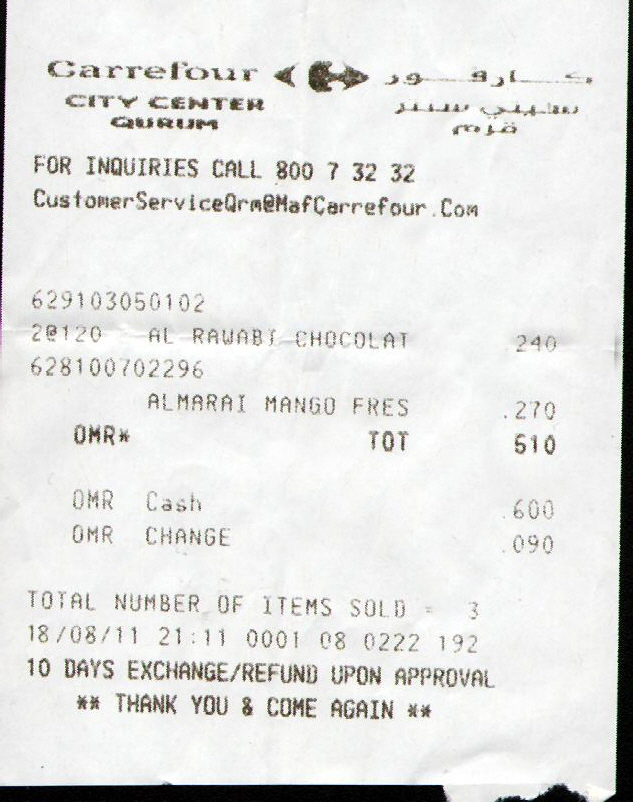 Carrefour كارفور
CITY CENTER سيتي سنتر
QURUM قرم
FOR INQUIRIES CALL 800 7 32 32
CustomerServiceQrm@MafCarrefour.Com
629103050102
2@120 AL RAWABI CHOCOLAT 240
628100702296
ALMARAI MANGO FRES .270
OMR* TOT 510
OMR Cash .600
OMR CHANGE .090
TOTAL NUMBER OF ITEMS SOLD = 3
18/08/11 21:11 0001 08 0222 192
10 DAYS EXCHANGE/REFUND UPON APPROVAL
** THANK YOU & COME AGAIN **